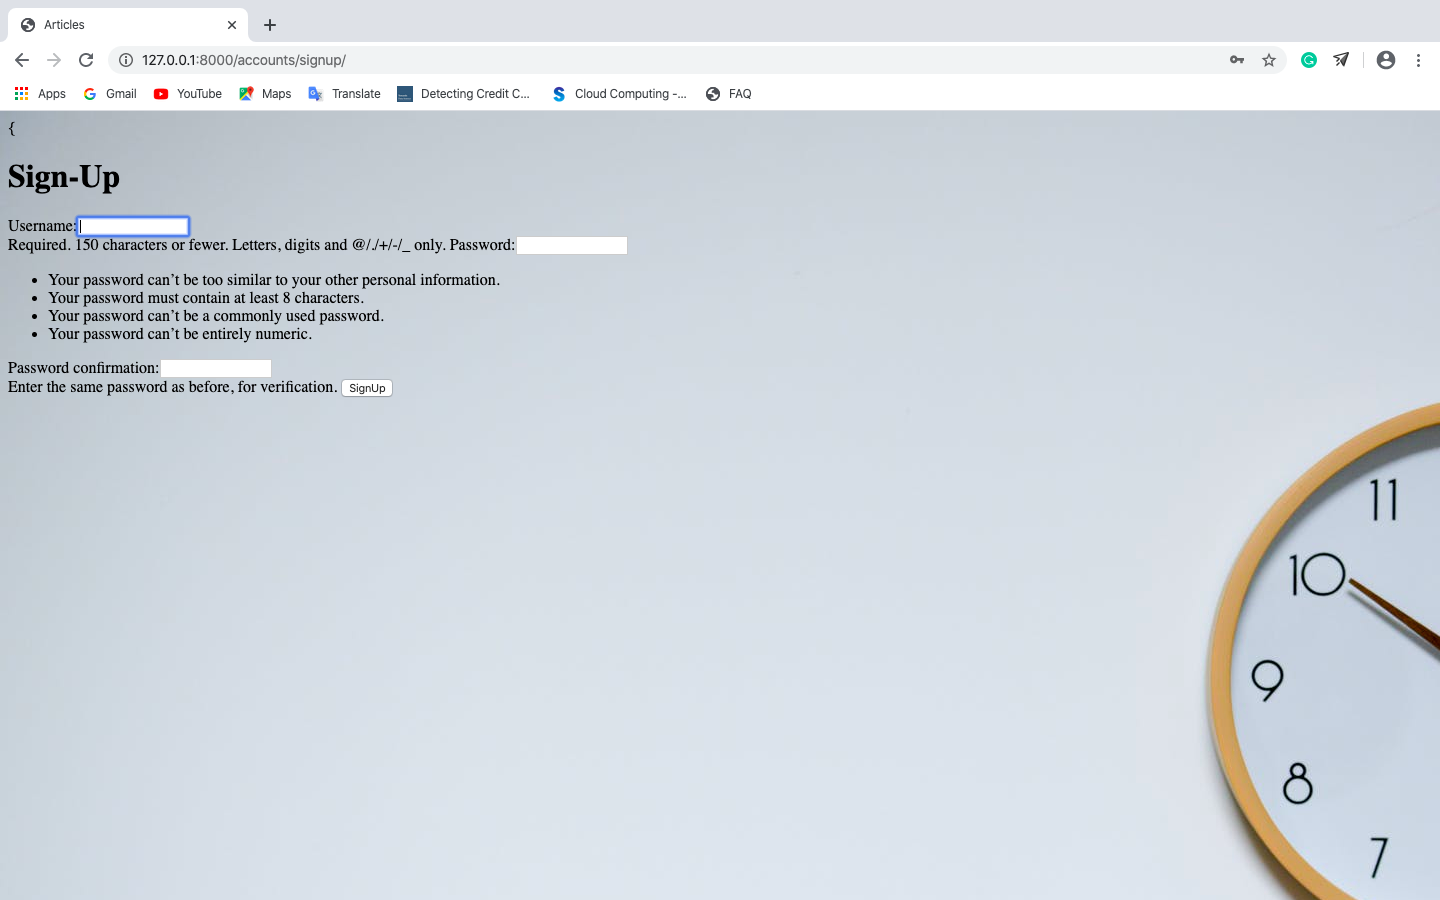 Articles
127.0.0.1:8000/accounts/signup/
Apps Gmail YouTube Maps Translate Detecting Credit C... Cloud Computing -... FAQ
{
Sign-Up
Username:
Required. 150 characters or fewer. Letters, digits and @/./+/-/_ only. Password:
• Your password can’t be too similar to your other personal information.
• Your password must contain at least 8 characters.
• Your password can’t be a commonly used password.
• Your password can’t be entirely numeric.
Password confirmation:
Enter the same password as before, for verification. SignUp
11
10
9
8
7